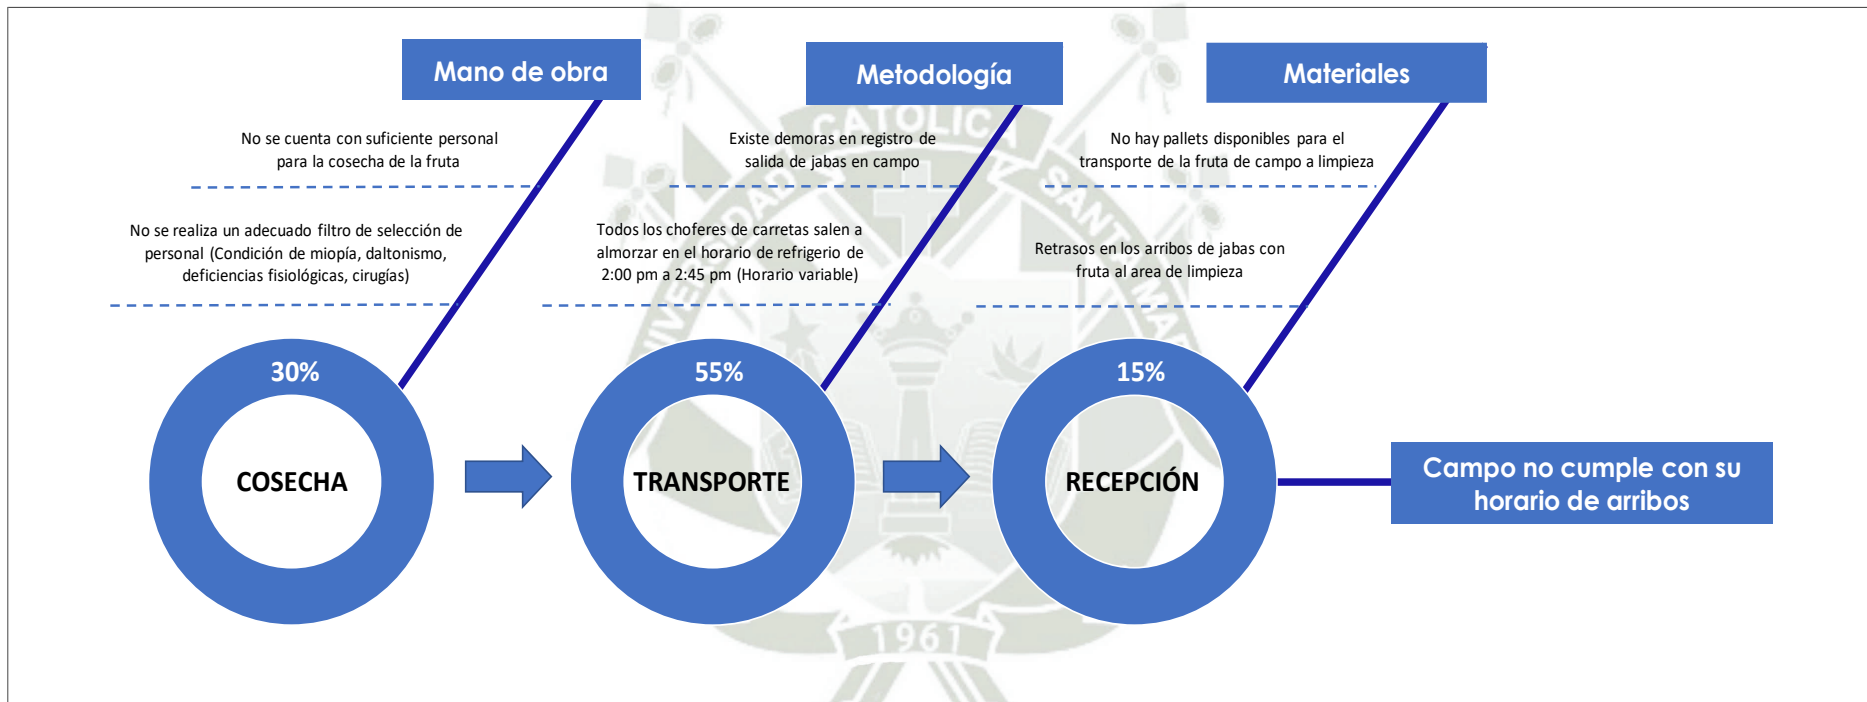 Mano de obra
Metodología
Materiales
No se cuenta con suficiente personal
para la cosecha de la fruta
No se realiza un adecuado filtro de selección de
personal (Condición de miopía, daltonismo,
deficiencias fisiológicas, cirugías)
Existe demoras en registro de
salida de jabas en campo
Todos los choferes de carretas salen a
almorzar en el horario de refrigerio de
2:00 pm a 2:45 pm (Horario variable)
No hay pallets disponibles para el
transporte de la fruta de campo a limpieza
Retrasos en los arribos de jabas con
fruta al area de limpieza
30%
COSECHA
55%
TRANSPORTE
15%
RECEPCIÓN
Campo no cumple con su
horario de arribos
CATOLICA
SANTA
1961